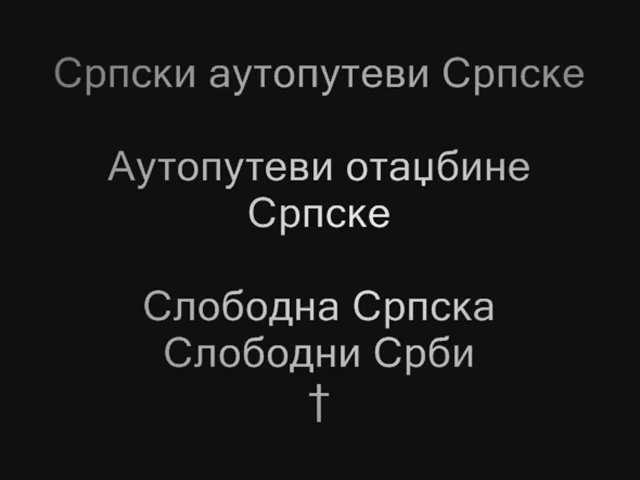 Српски аутопутеви Српске
Аутопутеви отаџбине
Српске
Слободна Српска
Слободни Срби
†